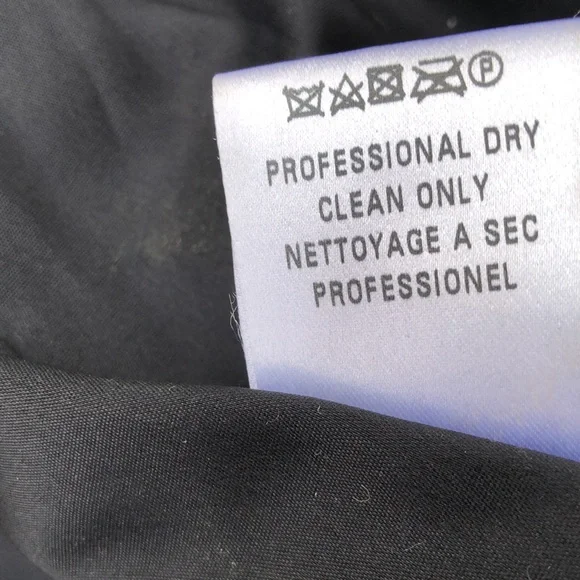 P
PROFESSIONAL DRY
CLEAN ONLY
NETTOYAGE A SEC
PROFESSIONEL